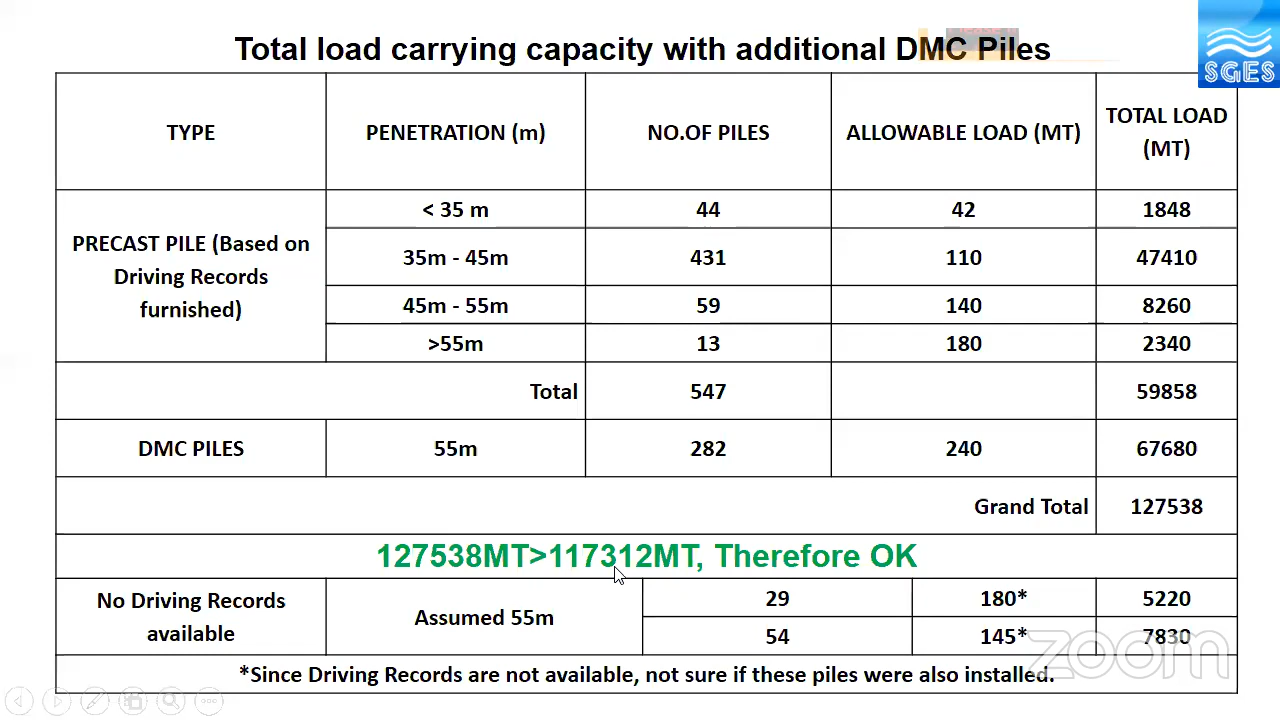 Total load carrying capacity with additional DMC Piles
SGES
TYPE PENETRATION (m) NO.OF PILES ALLOWABLE LOAD (MT) TOTAL LOAD (MT)
PRECAST PILE (Based on Driving Records furnished)
< 35 m 44 42 1848
35m - 45m 431 110 47410
45m - 55m 59 140 8260
>55m 13 180 2340
Total 547 59858
DMC PILES 55m 282 240 67680
Grand Total 127538
127538MT>117312MT, Therefore OK
No Driving Records available
Assumed 55m
29 180* 5220
54 145* 7830
*Since Driving Records are not available, not sure if these piles were also installed.
zoom